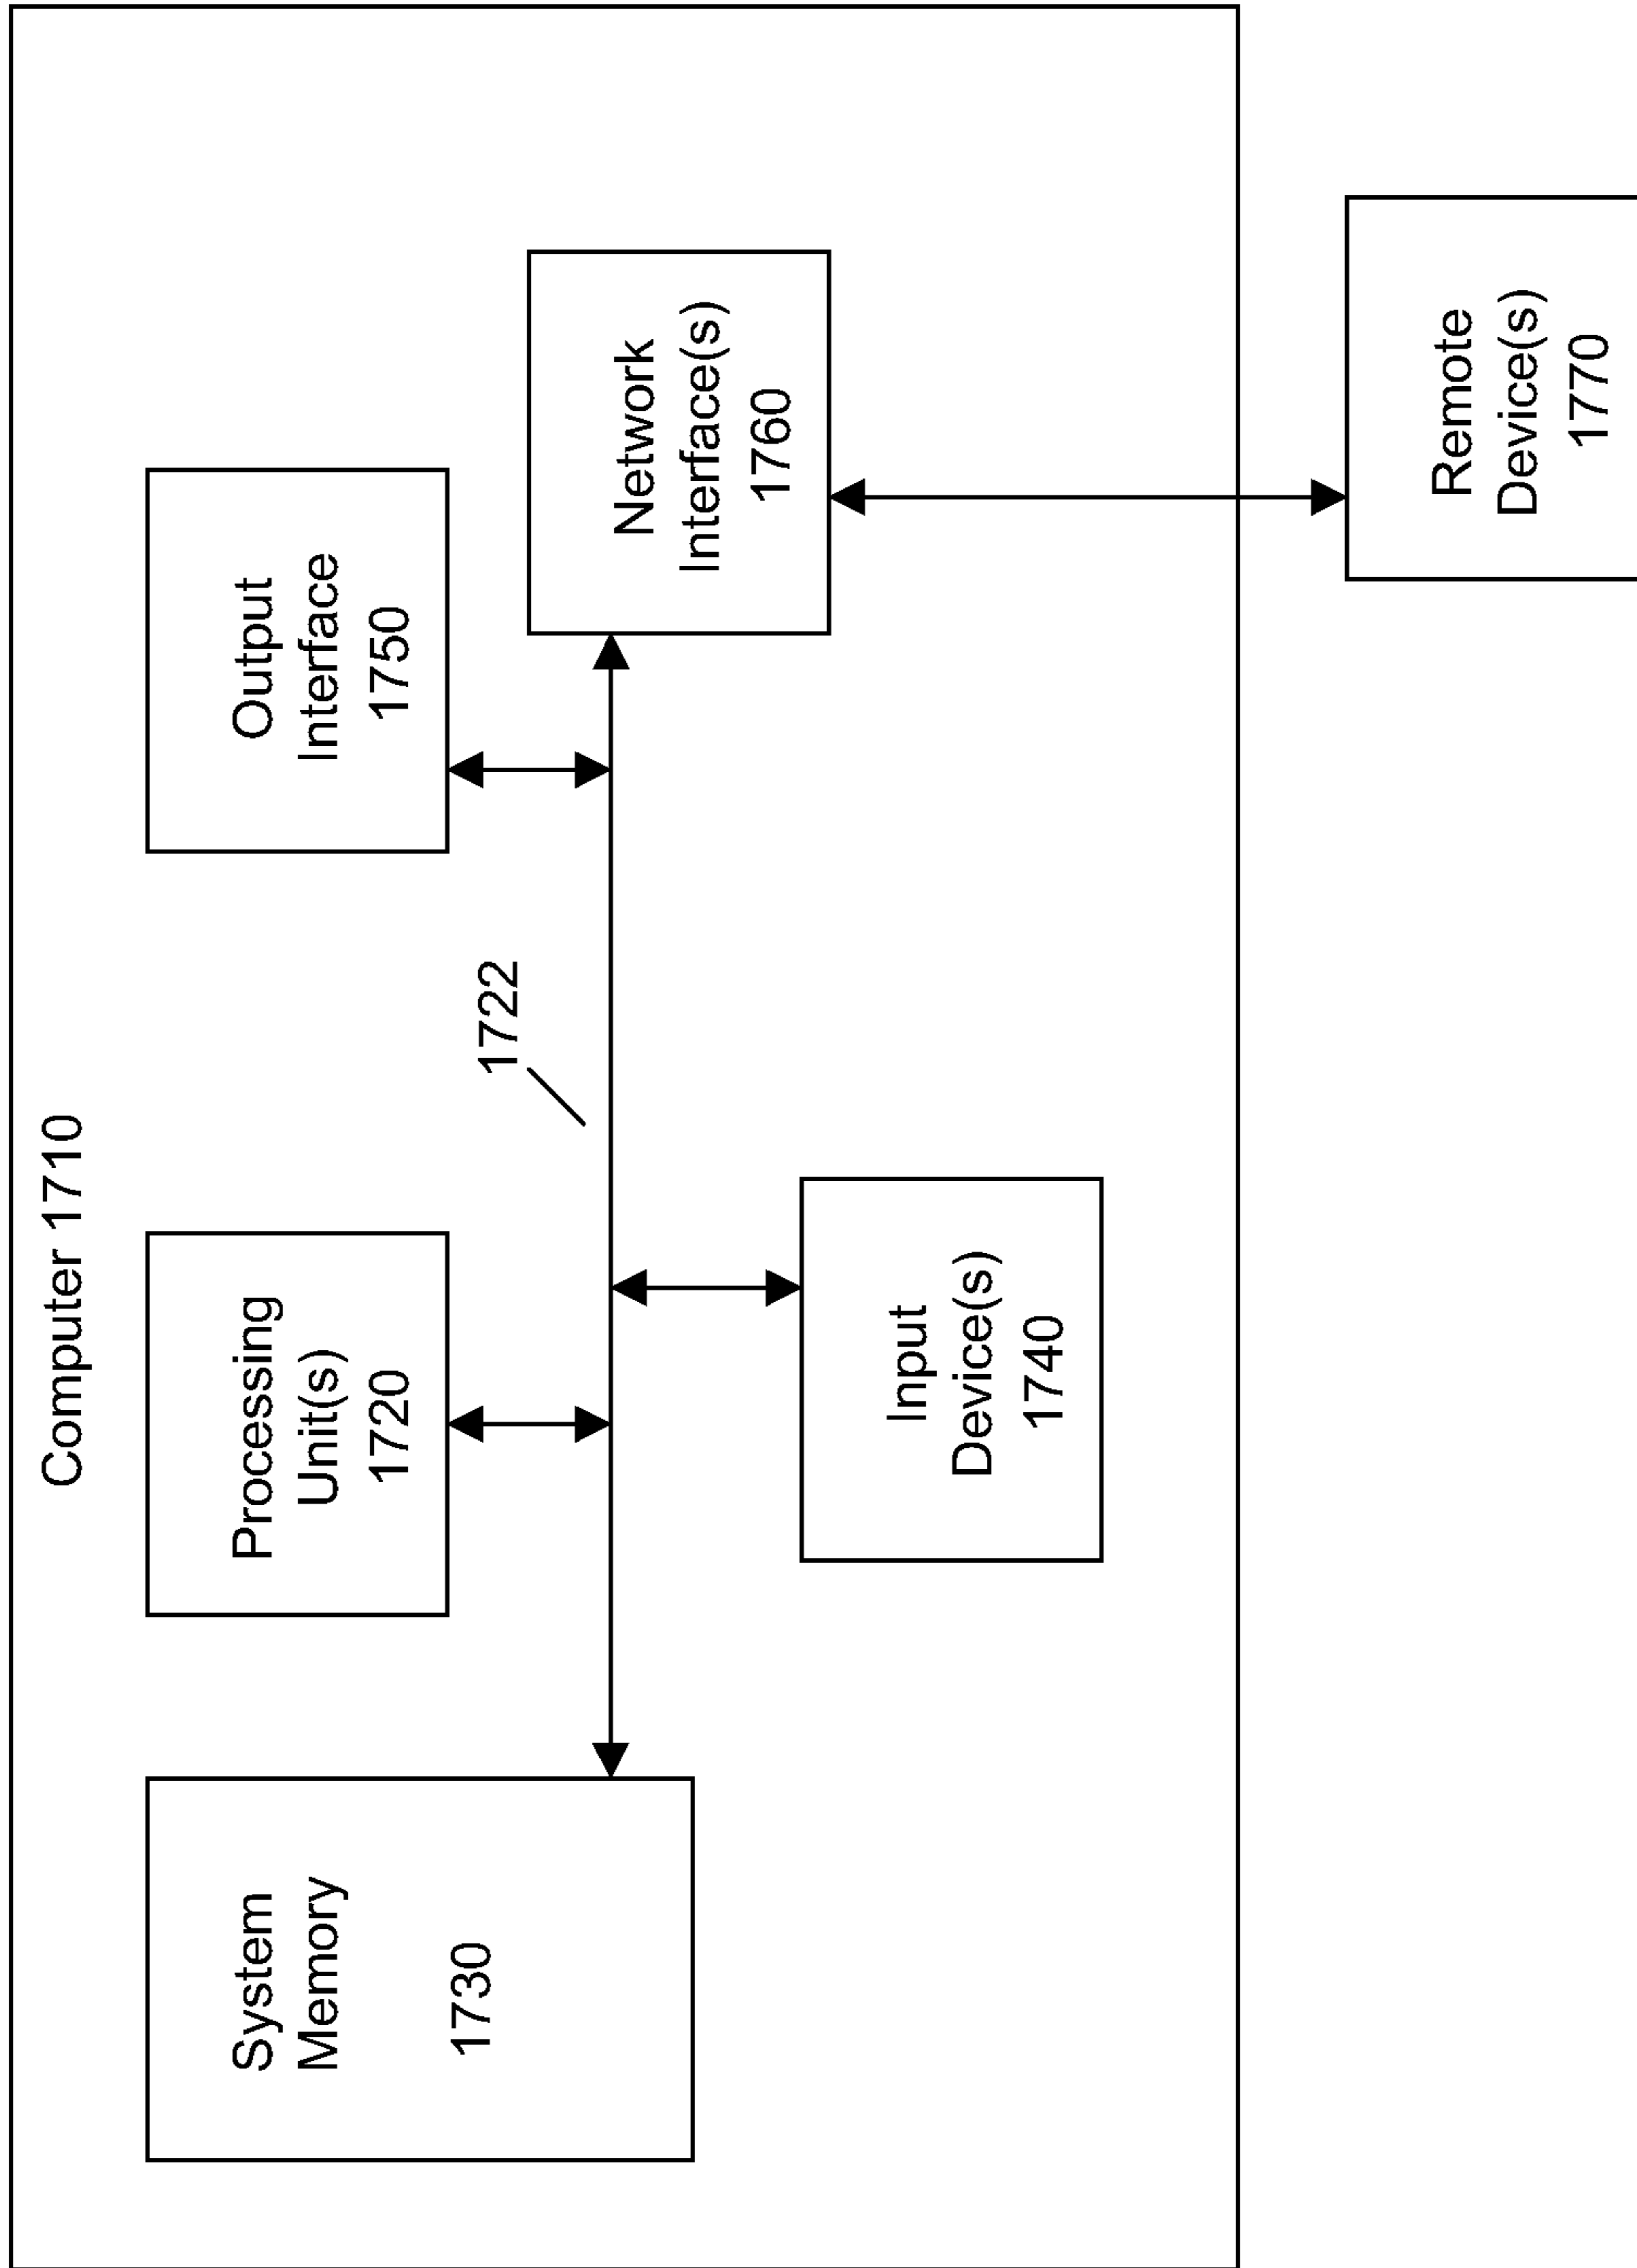 Computer 1710
System
Memory
1730
Processing
Unit(s)
1720
Output
Interface
1750
1722
Network
Interface(s)
1760
Input
Device(s)
1740
Remote
Device(s)
1770